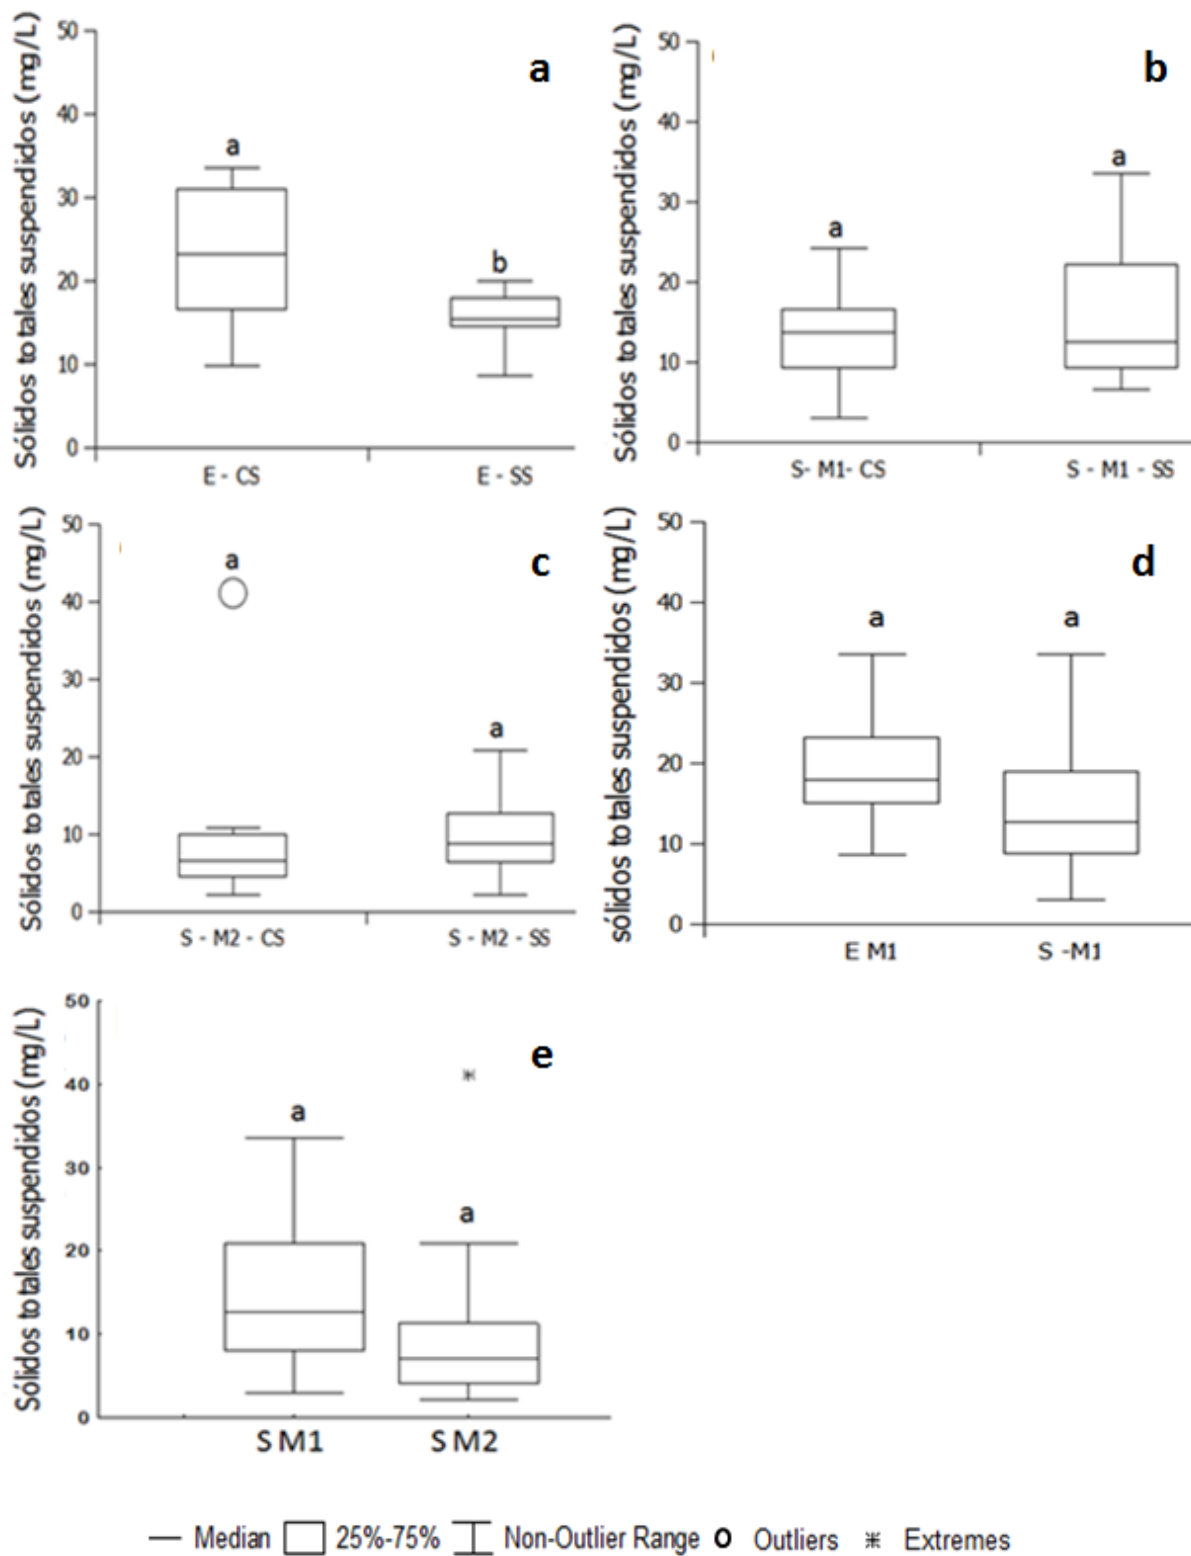 Sólidos totales suspendidos (mg/L)
50
40
30
20
10
0
a
a
b
E - CS
E - SS
Sólidos totales suspendidos (mg/L)
50
40
30
20
10
0
b
a
a
S- M1- CS
S - M1 - SS
Sólidos totales suspendidos (mg/L)
50
40
30
20
10
0
c
a
a
S - M2 - CS
S - M2 - SS
sólidos totales suspendidos (mg/L)
50
40
30
20
10
0
d
a
a
E M1
S -M1
Sólidos totales suspendidos (mg/L)
50
40
30
20
10
0
e
a
a
S M1
S M2
Median 25%-75% Non-Outlier Range Outliers Extremes